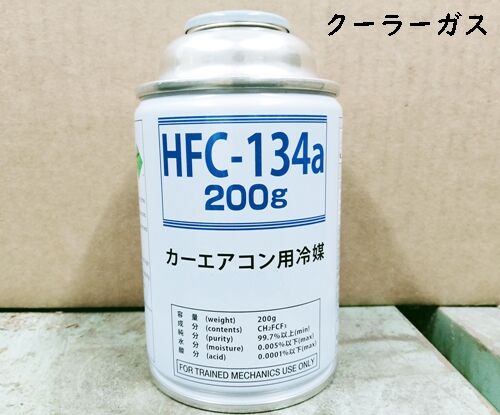 クーラーガス
HFC-134a
200g
カーエアコン用冷媒
容量 (weight) 200g
成分 (contents) CH₂FCF₃
純分 (purity) 99.7%以上(min)
水分 (moisture) 0.005%以下(max)
酸分 (acid) 0.0001%以下(max)
FOR TRAINED MECHANICS USE ONLY